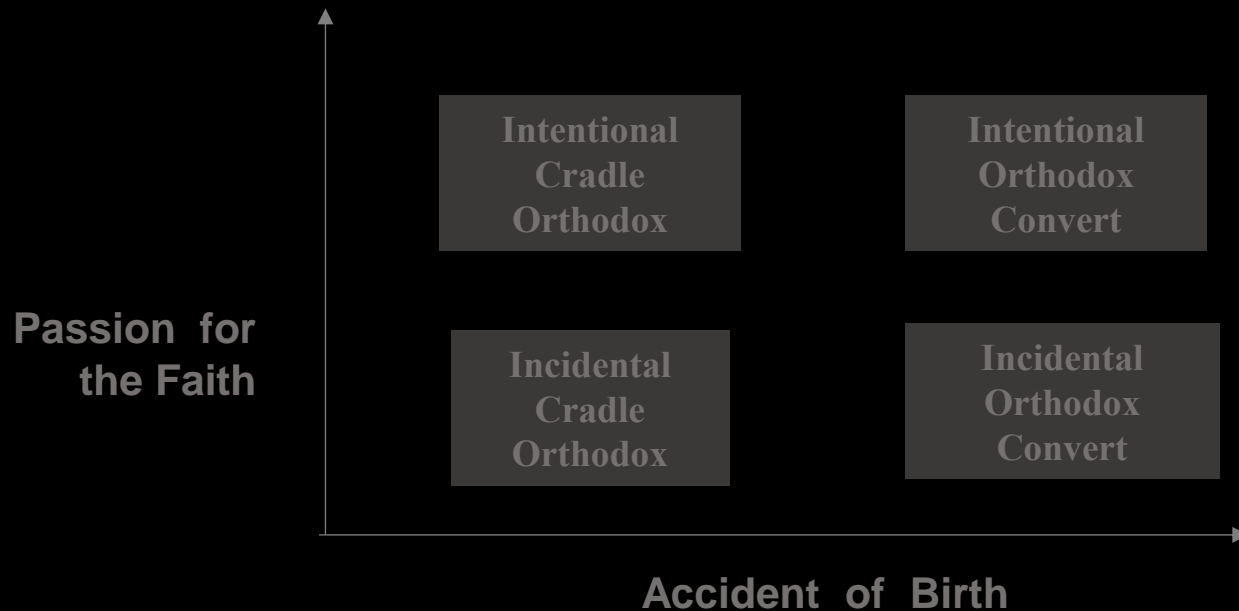 Intentional
Cradle
Orthodox
Intentional
Orthodox
Convert
Passion for
the Faith
Incidental
Cradle
Orthodox
Incidental
Orthodox
Convert
Accident of Birth